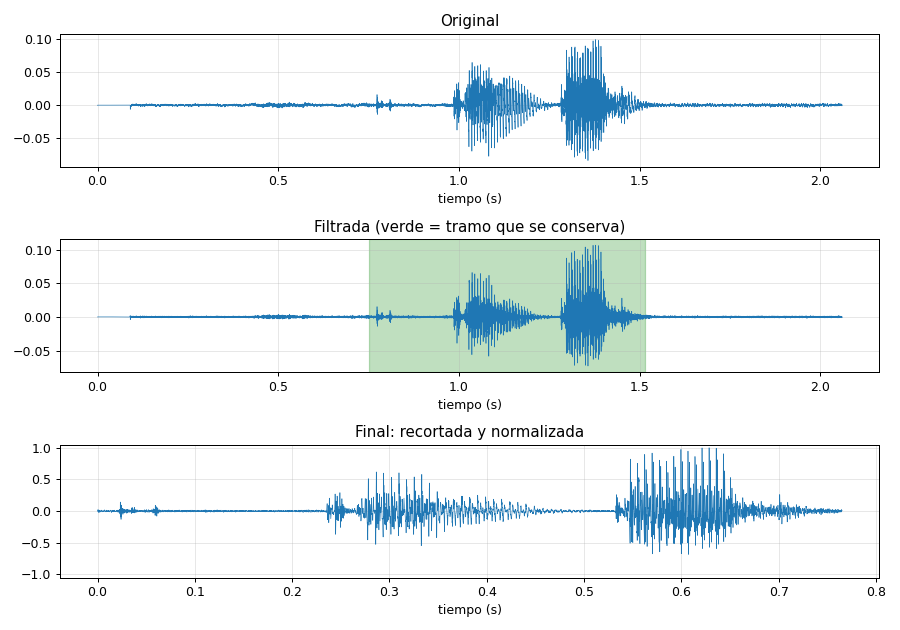 Original
0.10
0.05
0.00
−0.05
0.0 0.5 1.0 1.5 2.0
tiempo (s)
Filtrada (verde = tramo que se conserva)
0.10
0.05
0.00
−0.05
0.0 0.5 1.0 1.5 2.0
tiempo (s)
Final: recortada y normalizada
1.0
0.5
0.0
−0.5
−1.0
0.0 0.1 0.2 0.3 0.4 0.5 0.6 0.7 0.8
tiempo (s)